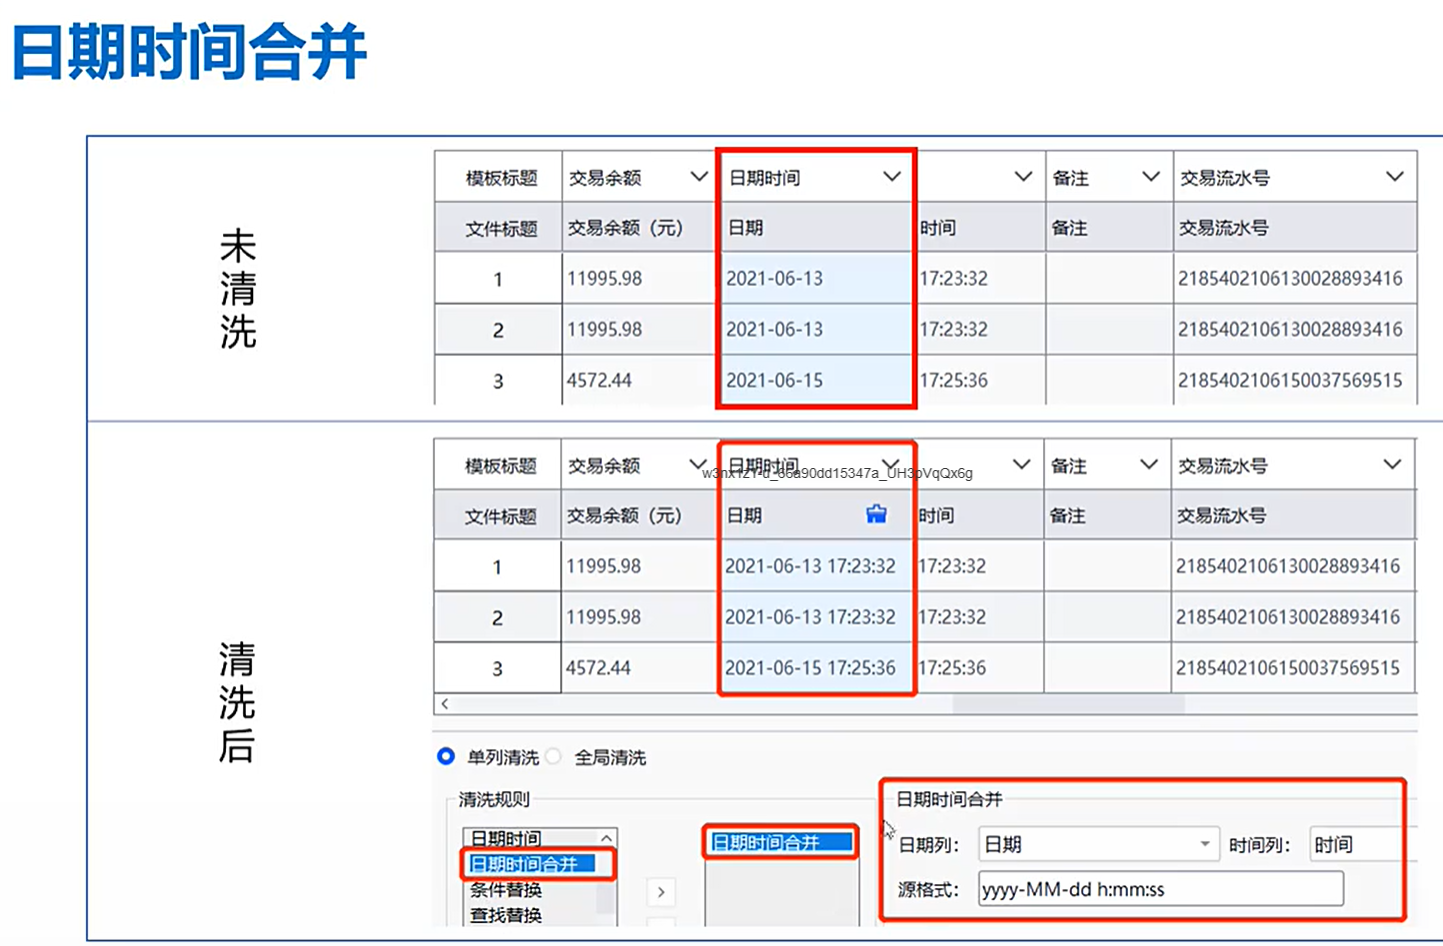 日期时间合并
未清洗
模板标题 交易余额 日期时间 备注 交易流水号
文件标题 交易余额（元） 日期 时间 备注 交易流水号
1 11995.98 2021-06-13 17:23:32 2185402106130028893416
2 11995.98 2021-06-13 17:23:32 2185402106130028893416
3 4572.44 2021-06-15 17:25:36 2185402106150037569515
清洗后
模板标题 交易余额 日期时间 备注 交易流水号
w3nx1z1-u_66a90dd15347a_UH3pVqQx6g
文件标题 交易余额（元） 日期 时间 备注 交易流水号
1 11995.98 2021-06-13 17:23:32 17:23:32 2185402106130028893416
2 11995.98 2021-06-13 17:23:32 17:23:32 2185402106130028893416
3 4572.44 2021-06-15 17:25:36 17:25:36 2185402106150037569515
单列清洗 全局清洗
清洗规则
日期时间
日期时间合并
条件替换
查找替换
日期时间合并
日期时间合并
日期列： 日期 时间列： 时间
源格式： yyyy-MM-dd h:mm:ss